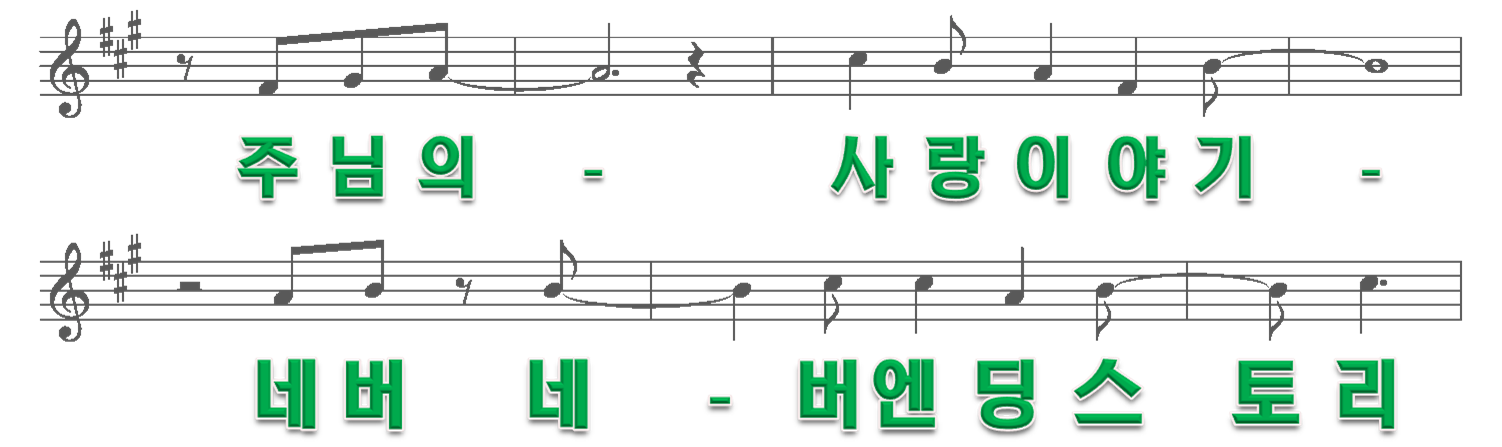 주 님 의 - 사 랑 이 야 기 -
네 버 네 - 버 엔 딩 스 토 리